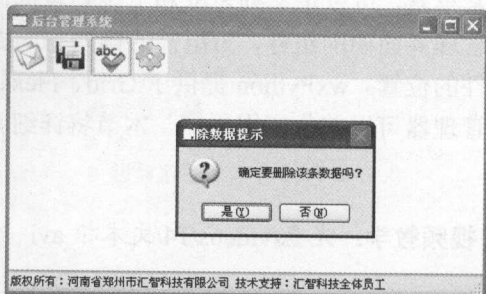 后台管理系统
abc
删除数据提示
确定要删除该条数据吗？
是(Y)
否(N)
版权所有：河南省郑州市汇智科技有限公司 技术支持：汇智科技全体员工